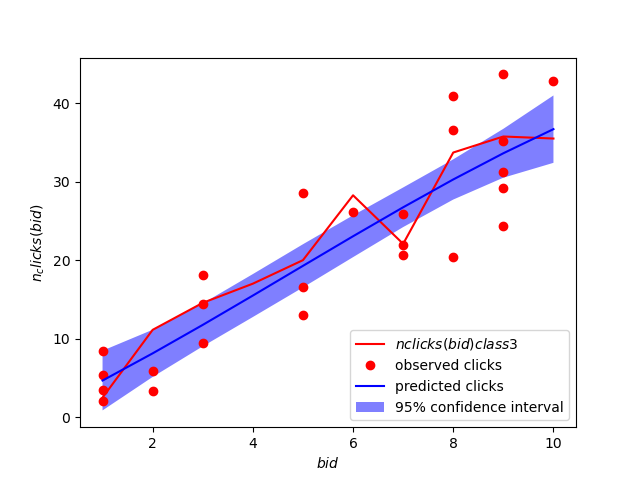 40
30
20
10
0
n_clicks(bid)
2
4
6
8
10
bid
nclicks(bid)class3
observed clicks
predicted clicks
95% confidence interval